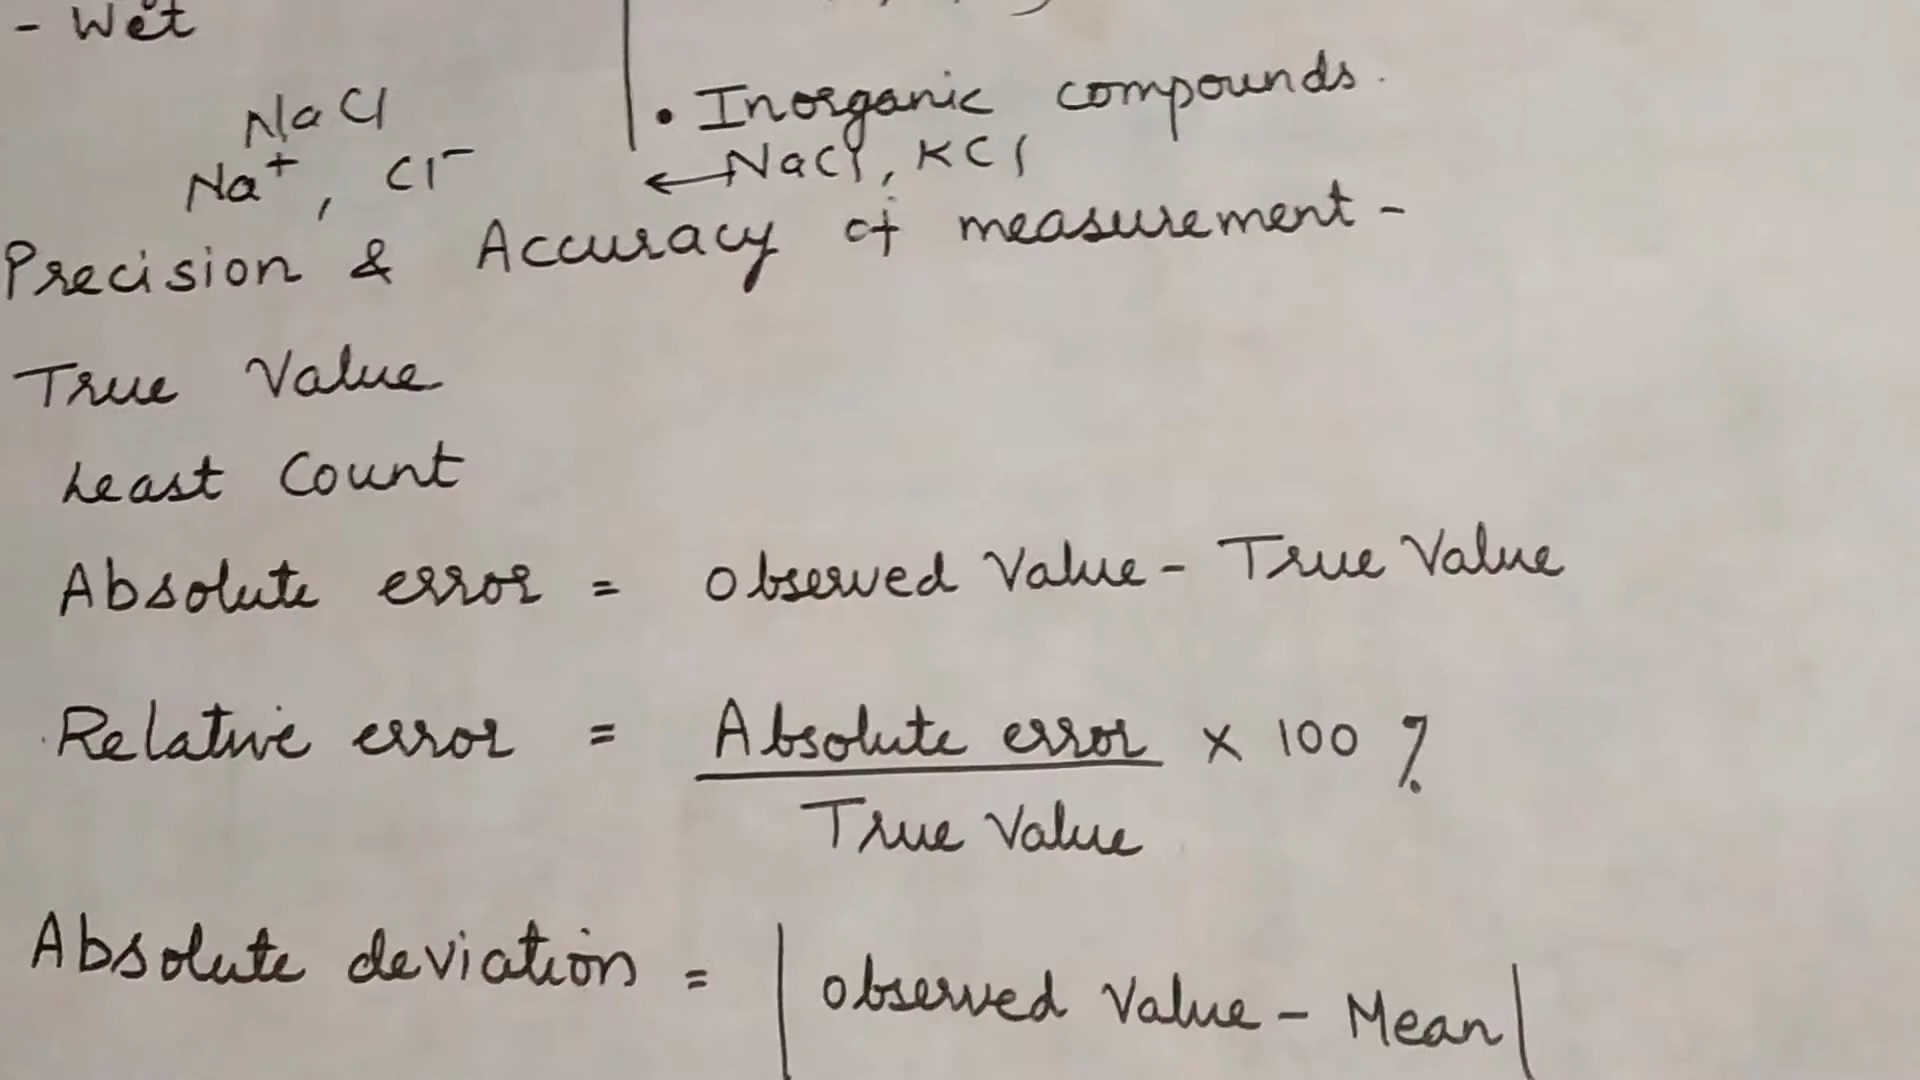 - Wet
NaCl
Na⁺, Cl⁻
• Inorganic compounds.
← NaCl, KCl
Precision & Accuracy of measurement -
True Value
Least Count
Absolute error = Observed Value - True Value
Relative error = Absolute error × 100 %
True Value
Absolute deviation = | Observed Value - Mean |